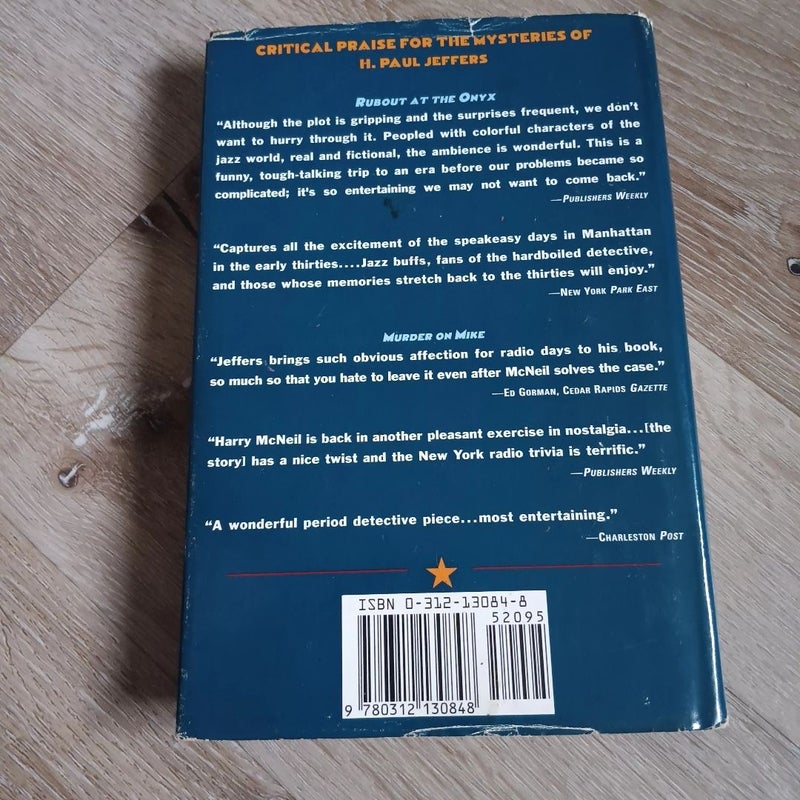 CRITICAL PRAISE FOR THE MYSTERIES OF
H. PAUL JEFFERS
RUBOUT AT THE ONYX
“Although the plot is gripping and the surprises frequent, we don't
want to hurry through it. Peopled with colorful characters of the
jazz world, real and fictional, the ambience is wonderful. This is a
funny, tough-talking trip to an era before our problems became so
complicated; it's so entertaining we may not want to come back.”
—PUBLISHERS WEEKLY
“Captures all the excitement of the speakeasy days in Manhattan
in the early thirties....Jazz buffs, fans of the hardboiled detective,
and those whose memories stretch back to the thirties will enjoy.”
—NEW YORK PARK EAST
MURDER ON MIKE
“Jeffers brings such obvious affection for radio days to his book,
so much so that you hate to leave it even after McNeil solves the case.”
—ED GORMAN, CEDAR RAPIDS GAZETTE
“Harry McNeil is back in another pleasant exercise in nostalgia...[the
story] has a nice twist and the New York radio trivia is terrific.”
—PUBLISHERS WEEKLY
“A wonderful period detective piece...most entertaining.”
—CHARLESTON POST
ISBN 0-312-13084-8
52095
9 780312 130848